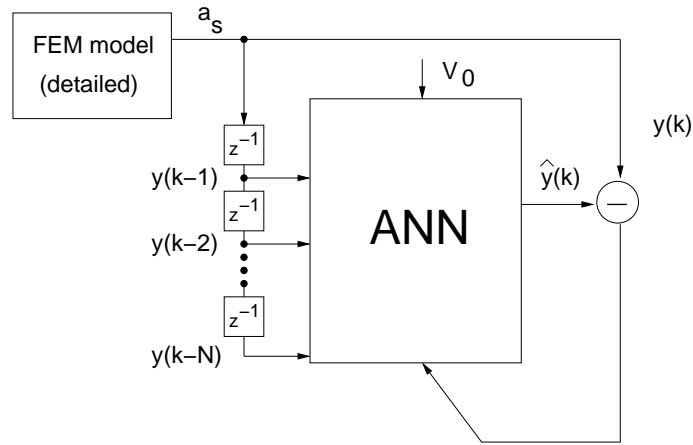 FEM model
(detailed)
a_s
V_0
y(k)
z^{-1}
y(k−1)
ŷ(k)
z^{-1}
ANN
y(k−2)
z^{-1}
y(k−N)